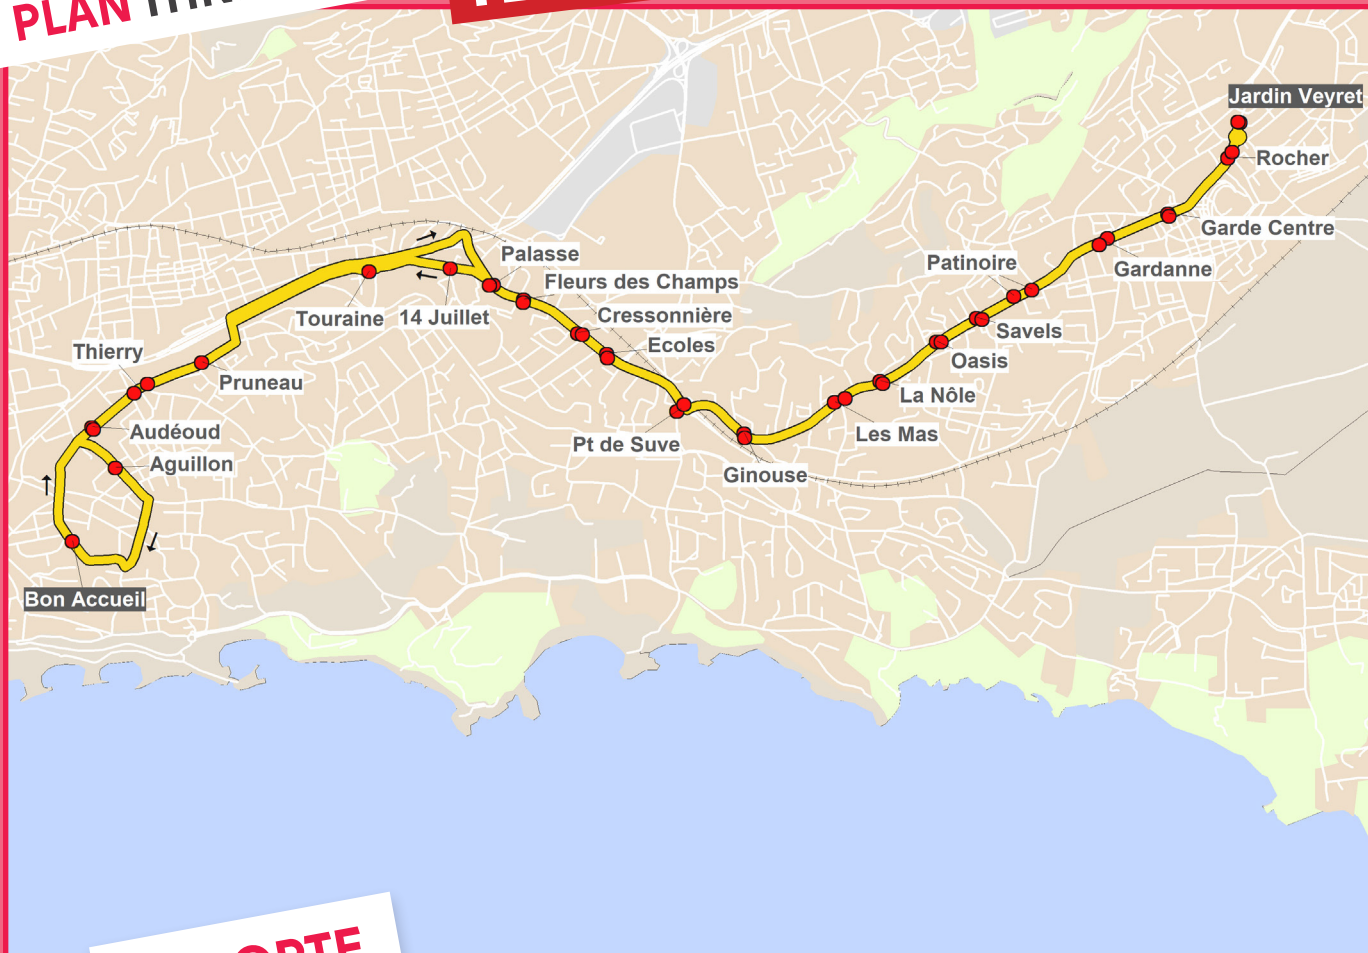 PLAN
Jardin Veyret
Rocher
Garde Centre
Gardanne
Patinoire
Savels
Oasis
La Nôle
Les Mas
Ginouse
Pt de Suve
Ecoles
Cressonnière
Fleurs des Champs
Palasse
14 Juillet
Touraine
Pruneau
Thierry
Audéoud
Aguillon
Bon Accueil